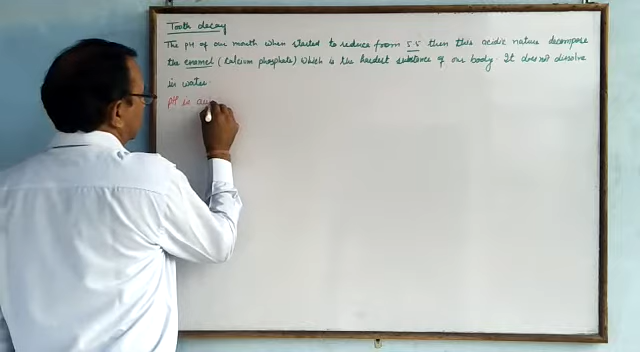 Tooth decay
The pH of our mouth when started to reduce from 5.5 then this acidic nature decompose
the enamel (Calcium phosphate) which is the hardest substance of our body. It does not dissolve
in water.
pH is